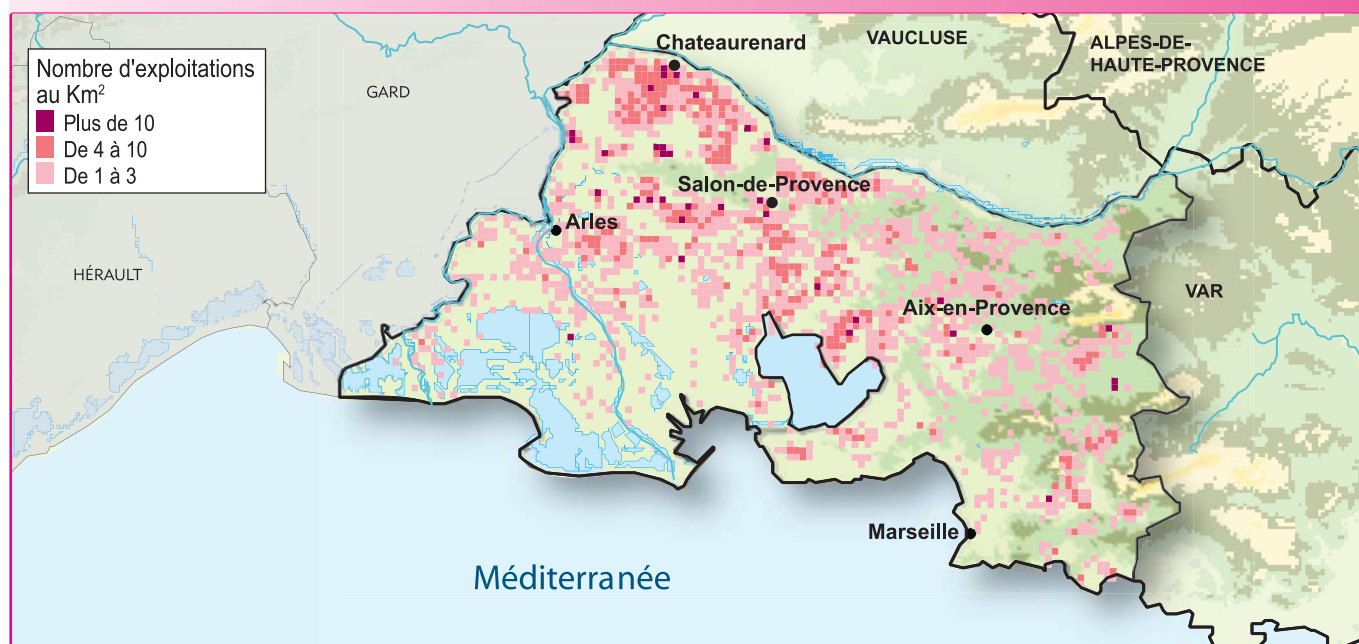 Nombre d'exploitations
au Km²
Plus de 10
De 4 à 10
De 1 à 3
GARD
HÉRAULT
Chateaurenard
VAUCLUSE
ALPES-DE-
HAUTE-PROVENCE
Salon-de-Provence
Arles
Aix-en-Provence
VAR
Marseille
Méditerranée